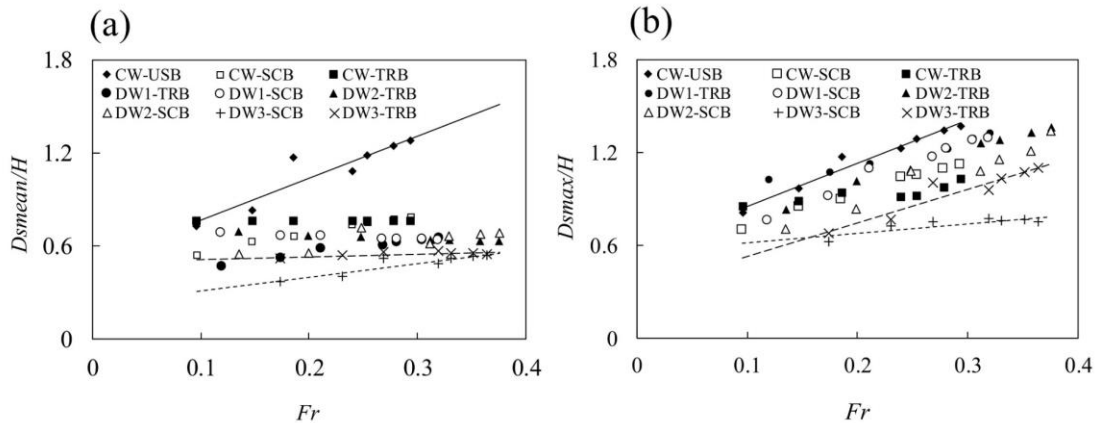 (a)
1.8
CW-USB CW-SCB CW-TRB
DW1-TRB DW1-SCB DW2-TRB
DW2-SCB DW3-SCB DW3-TRB
1.2
0.6
0
Dsmean/H
0 0.1 0.2 0.3 0.4
Fr
(b)
1.8
CW-USB CW-SCB CW-TRB
DW1-TRB DW1-SCB DW2-TRB
DW2-SCB DW3-SCB DW3-TRB
1.2
0.6
0
Dsmax/H
0 0.1 0.2 0.3 0.4
Fr